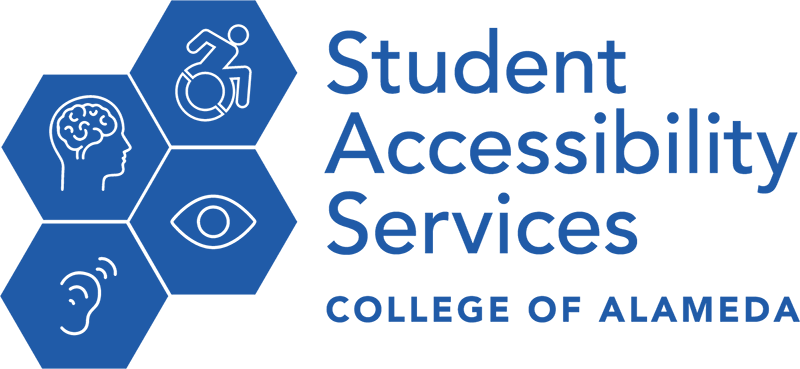 Student
Accessibility
Services
COLLEGE OF ALAMEDA